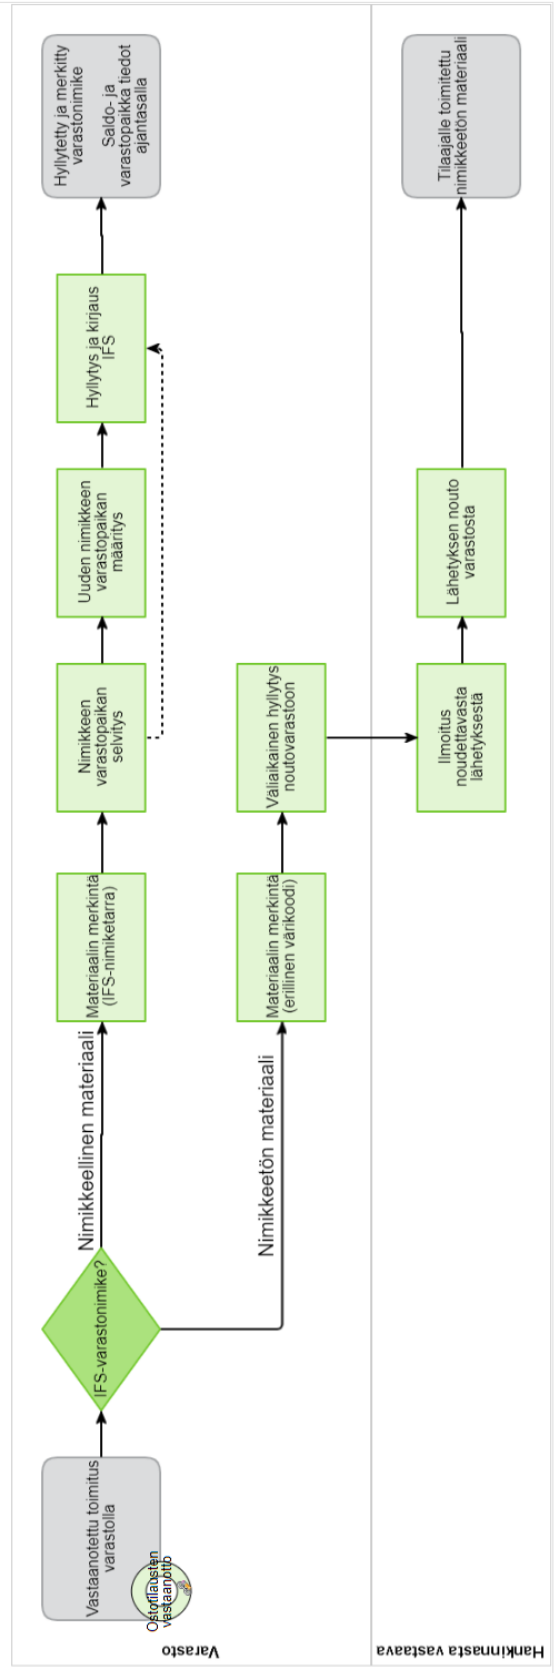 Varasto
Vastaanotettu toimitus
varastolla
Ostotilausten
vastaanotto
IFS-varastonimike?
Nimikkeellinen materiaali
Materiaalin merkintä
(IFS-nimiketarra)
Nimikkeen
varastopaikan
selvitys
Uuden nimikkeen
varastopaikan
määritys
Hyllytys ja kirjaus
IFS
Hyllytetty ja merkitty
varastonimike
Saldo- ja
varastopaikka tiedot
ajantasalla
Nimikkeetön materiaali
Materiaalin merkintä
(erillinen värikoodi)
Väliaikainen hyllytys
noutovarastoon
Hankinnasta vastaava
Ilmoitus
noudettavasta
lähetyksestä
Lähetyksen nouto
varastosta
Tilaajalle toimitettu
nimikkeetön materiaali